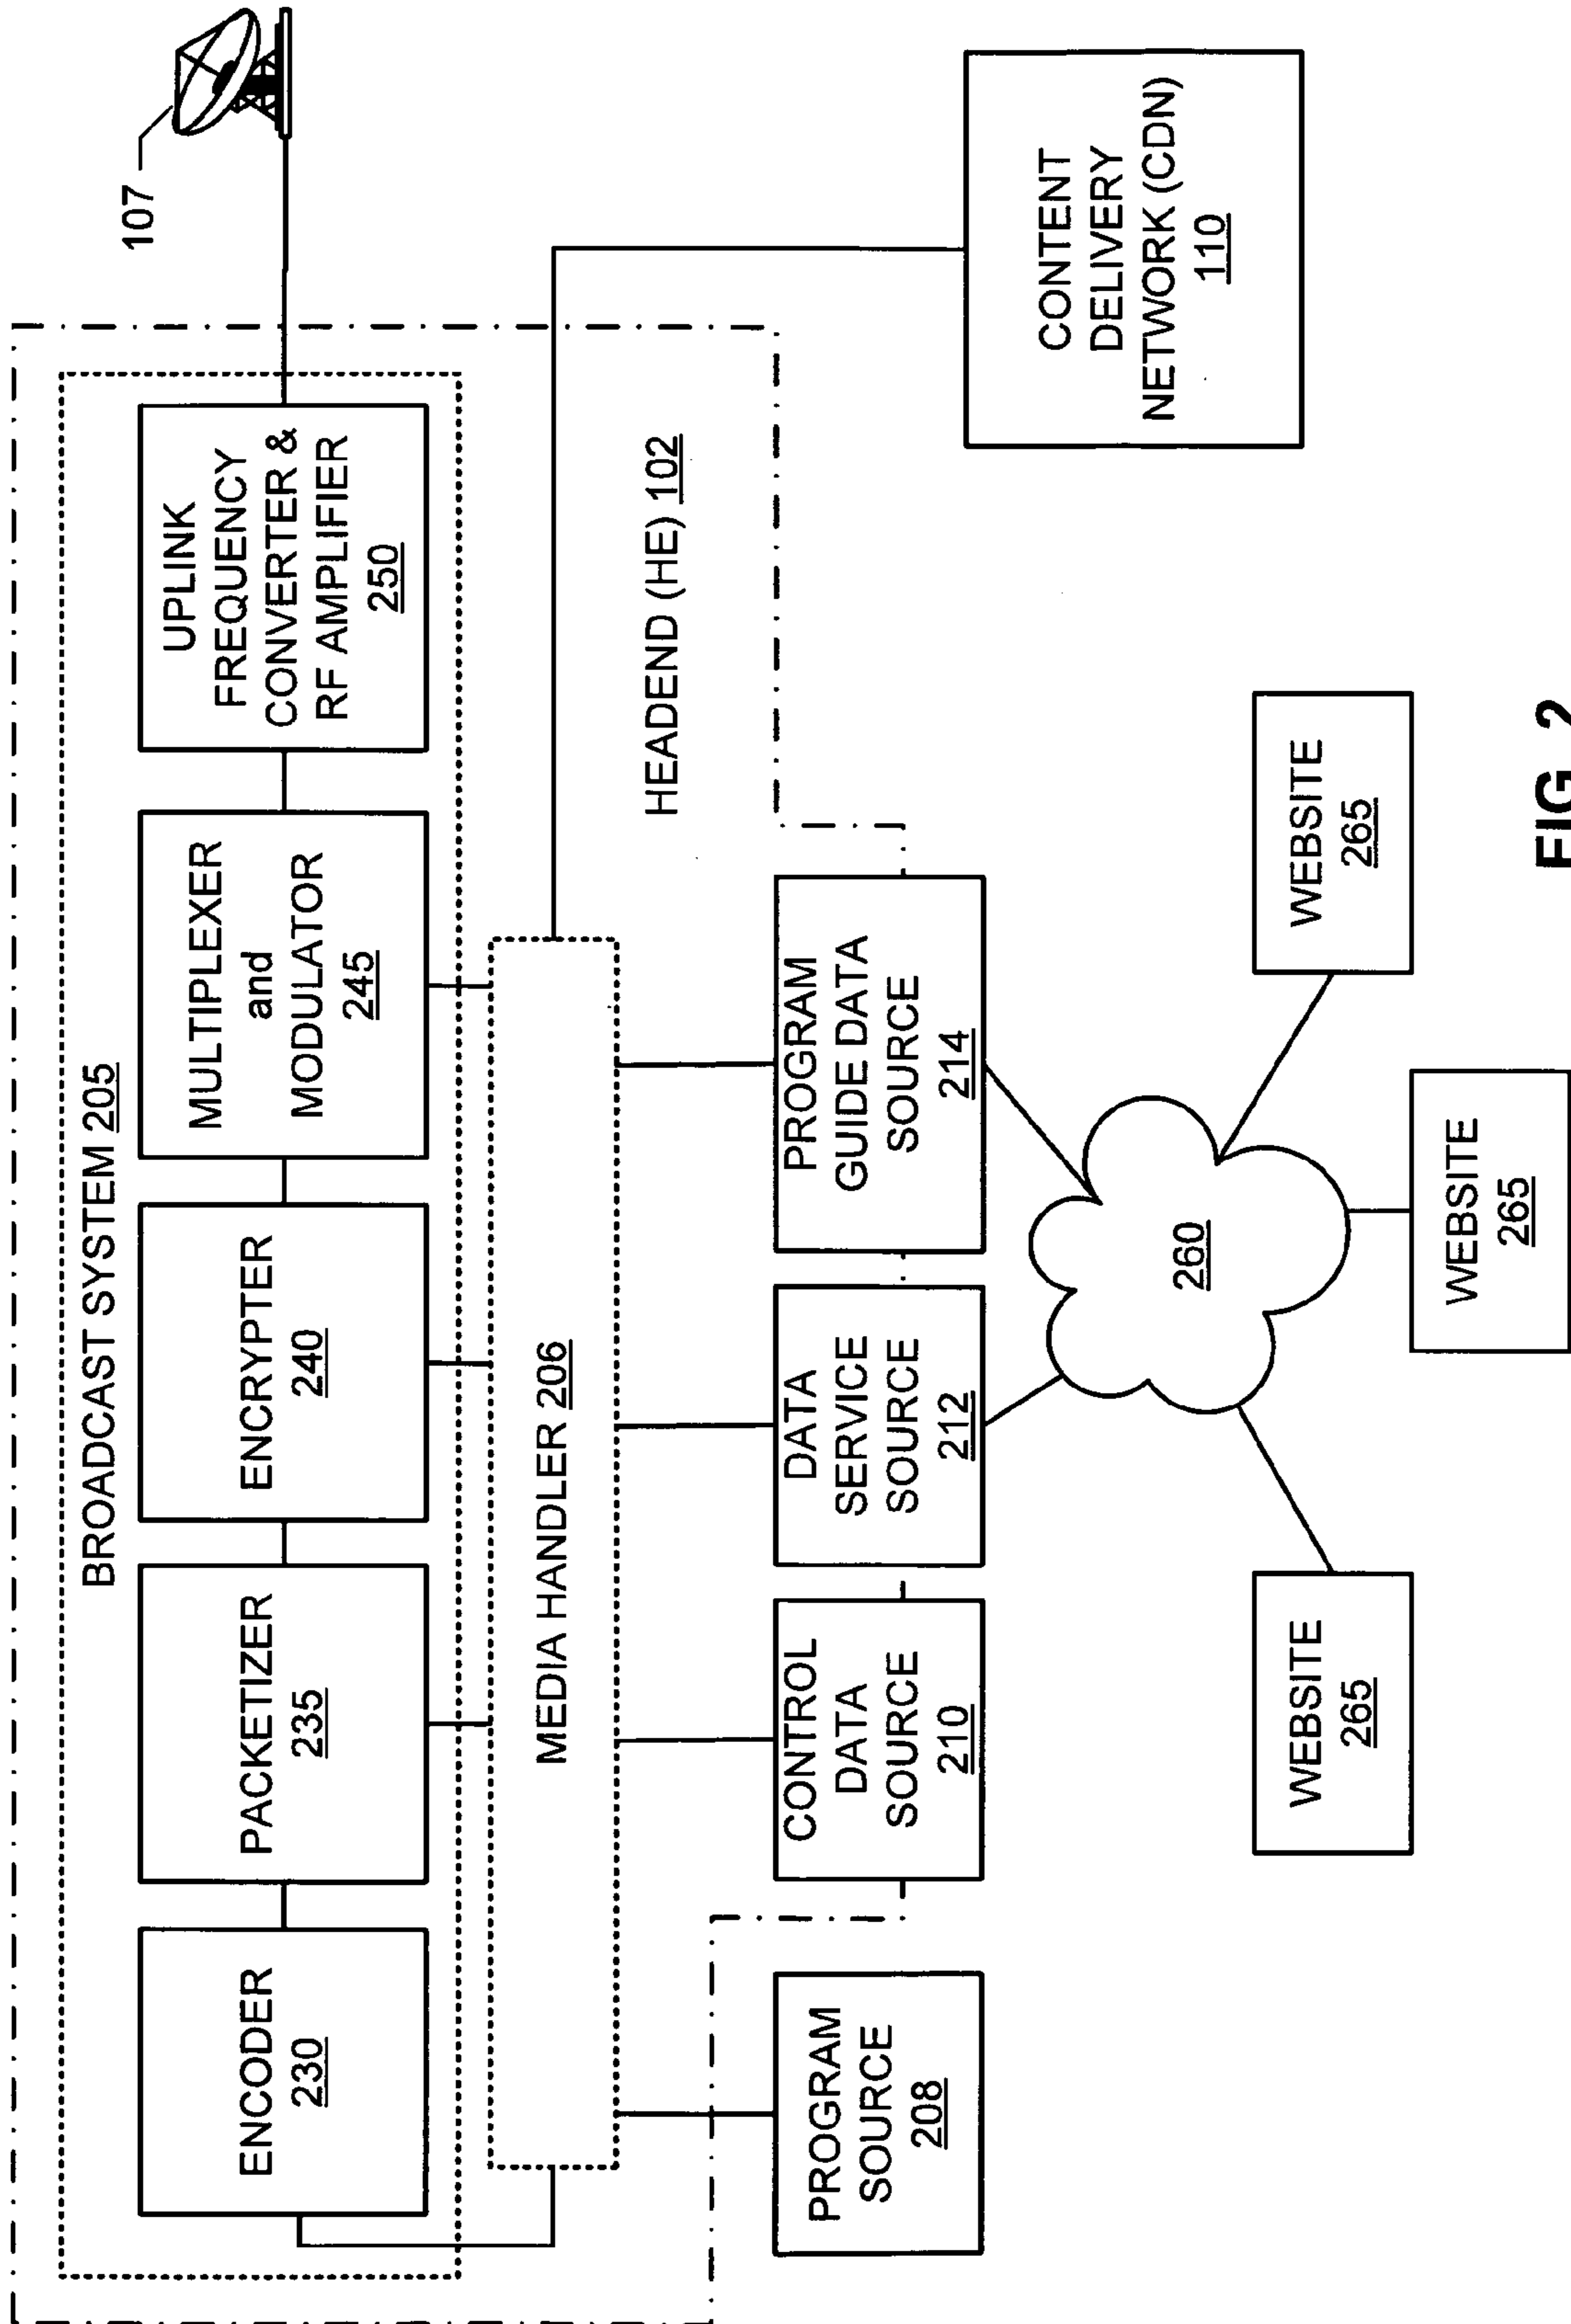 107
BROADCAST SYSTEM 205
ENCODER
230
PACKETIZER
235
ENCRYPTER
240
MULTIPLEXER
and
MODULATOR
245
UPLINK
FREQUENCY
CONVERTER &
RF AMPLIFIER
250
MEDIA HANDLER 206
HEADEND (HE) 102
PROGRAM
SOURCE
208
CONTROL
DATA
SOURCE
210
DATA
SERVICE
SOURCE
212
PROGRAM
GUIDE DATA
SOURCE
214
CONTENT
DELIVERY
NETWORK (CDN)
110
260
WEBSITE
265
WEBSITE
265
WEBSITE
265
FIG. 2